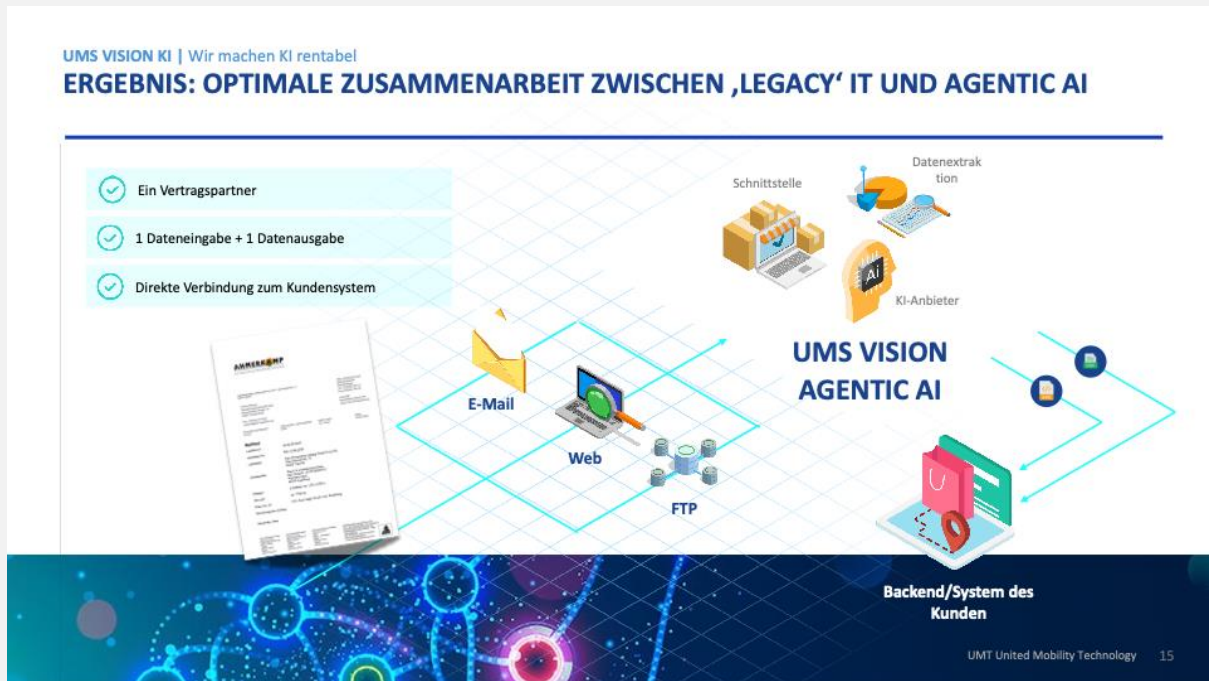 UMS VISION KI | Wir machen KI rentabel
ERGEBNIS: OPTIMALE ZUSAMMENARBEIT ZWISCHEN ‚LEGACY‘ IT UND AGENTIC AI
Ein Vertragspartner
1 Dateneingabe + 1 Datenausgabe
Direkte Verbindung zum Kundensystem
Schnittstelle
Datenextrak
tion
Ai
KI-Anbieter
AMMERKAMP
E-Mail
Web
FTP
UMS VISION
AGENTIC AI
Backend/System des
Kunden
UMT United Mobility Technology 15